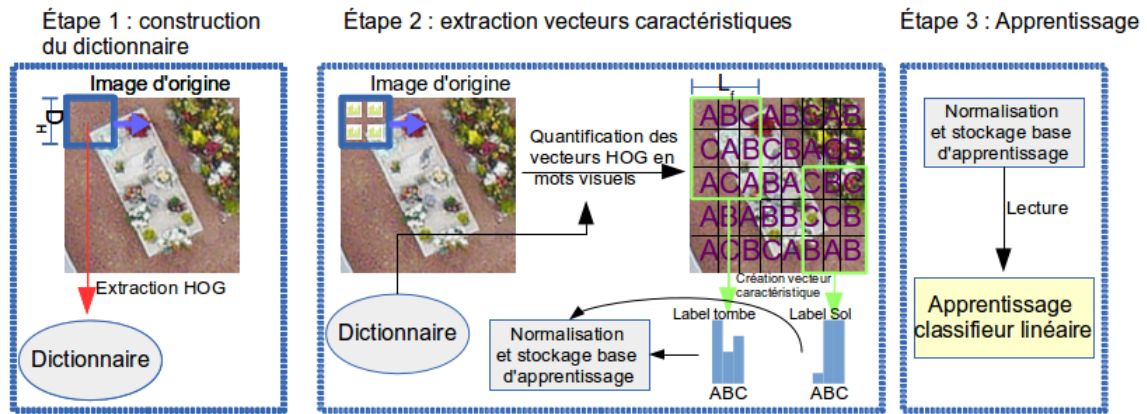 Étape 1 : construction
du dictionnaire
Image d'origine
D_H
Extraction HOG
Dictionnaire
Étape 2 : extraction vecteurs caractéristiques
Image d'origine
Quantification des
vecteurs HOG en
mots visuels
L_f
ABCABCAB
CABCBACB
ACABACBC
ABABBCCB
ACBCABAB
Création vecteur
caractéristique
Label tombe
Label Sol
ABC
ABC
Dictionnaire
Normalisation
et stockage base
d'apprentissage
Étape 3 : Apprentissage
Normalisation
et stockage base
d'apprentissage
Lecture
Apprentissage
classifieur linéaire